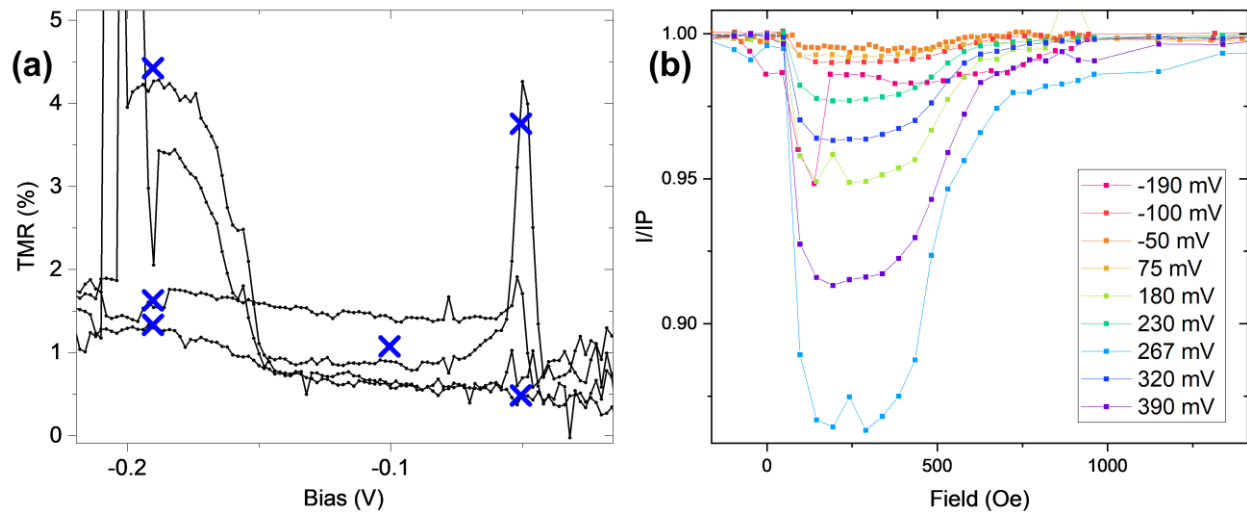 (a)
TMR (%)
5
4
3
2
1
0
-0.2
-0.1
Bias (V)
(b)
I/IP
1.00
0.95
0.90
0
500
1000
Field (Oe)
-190 mV
-100 mV
-50 mV
75 mV
180 mV
230 mV
267 mV
320 mV
390 mV